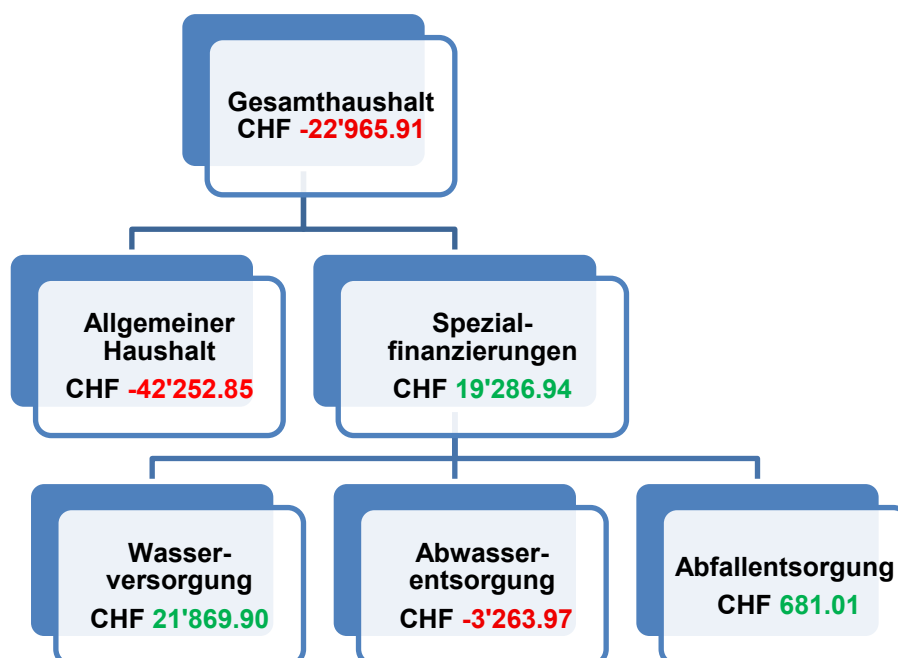 Gesamthaushalt
CHF -22'965.91
Allgemeiner
Haushalt
CHF -42'252.85
Spezial-
finanzierungen
CHF 19'286.94
Wasser-
versorgung
CHF 21'869.90
Abwasser-
entsorgung
CHF -3'263.97
Abfallentsorgung
CHF 681.01